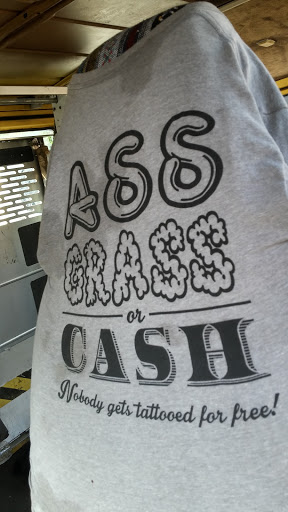 ASS
GRASS
or
CASH
Nobody gets tattooed for free!